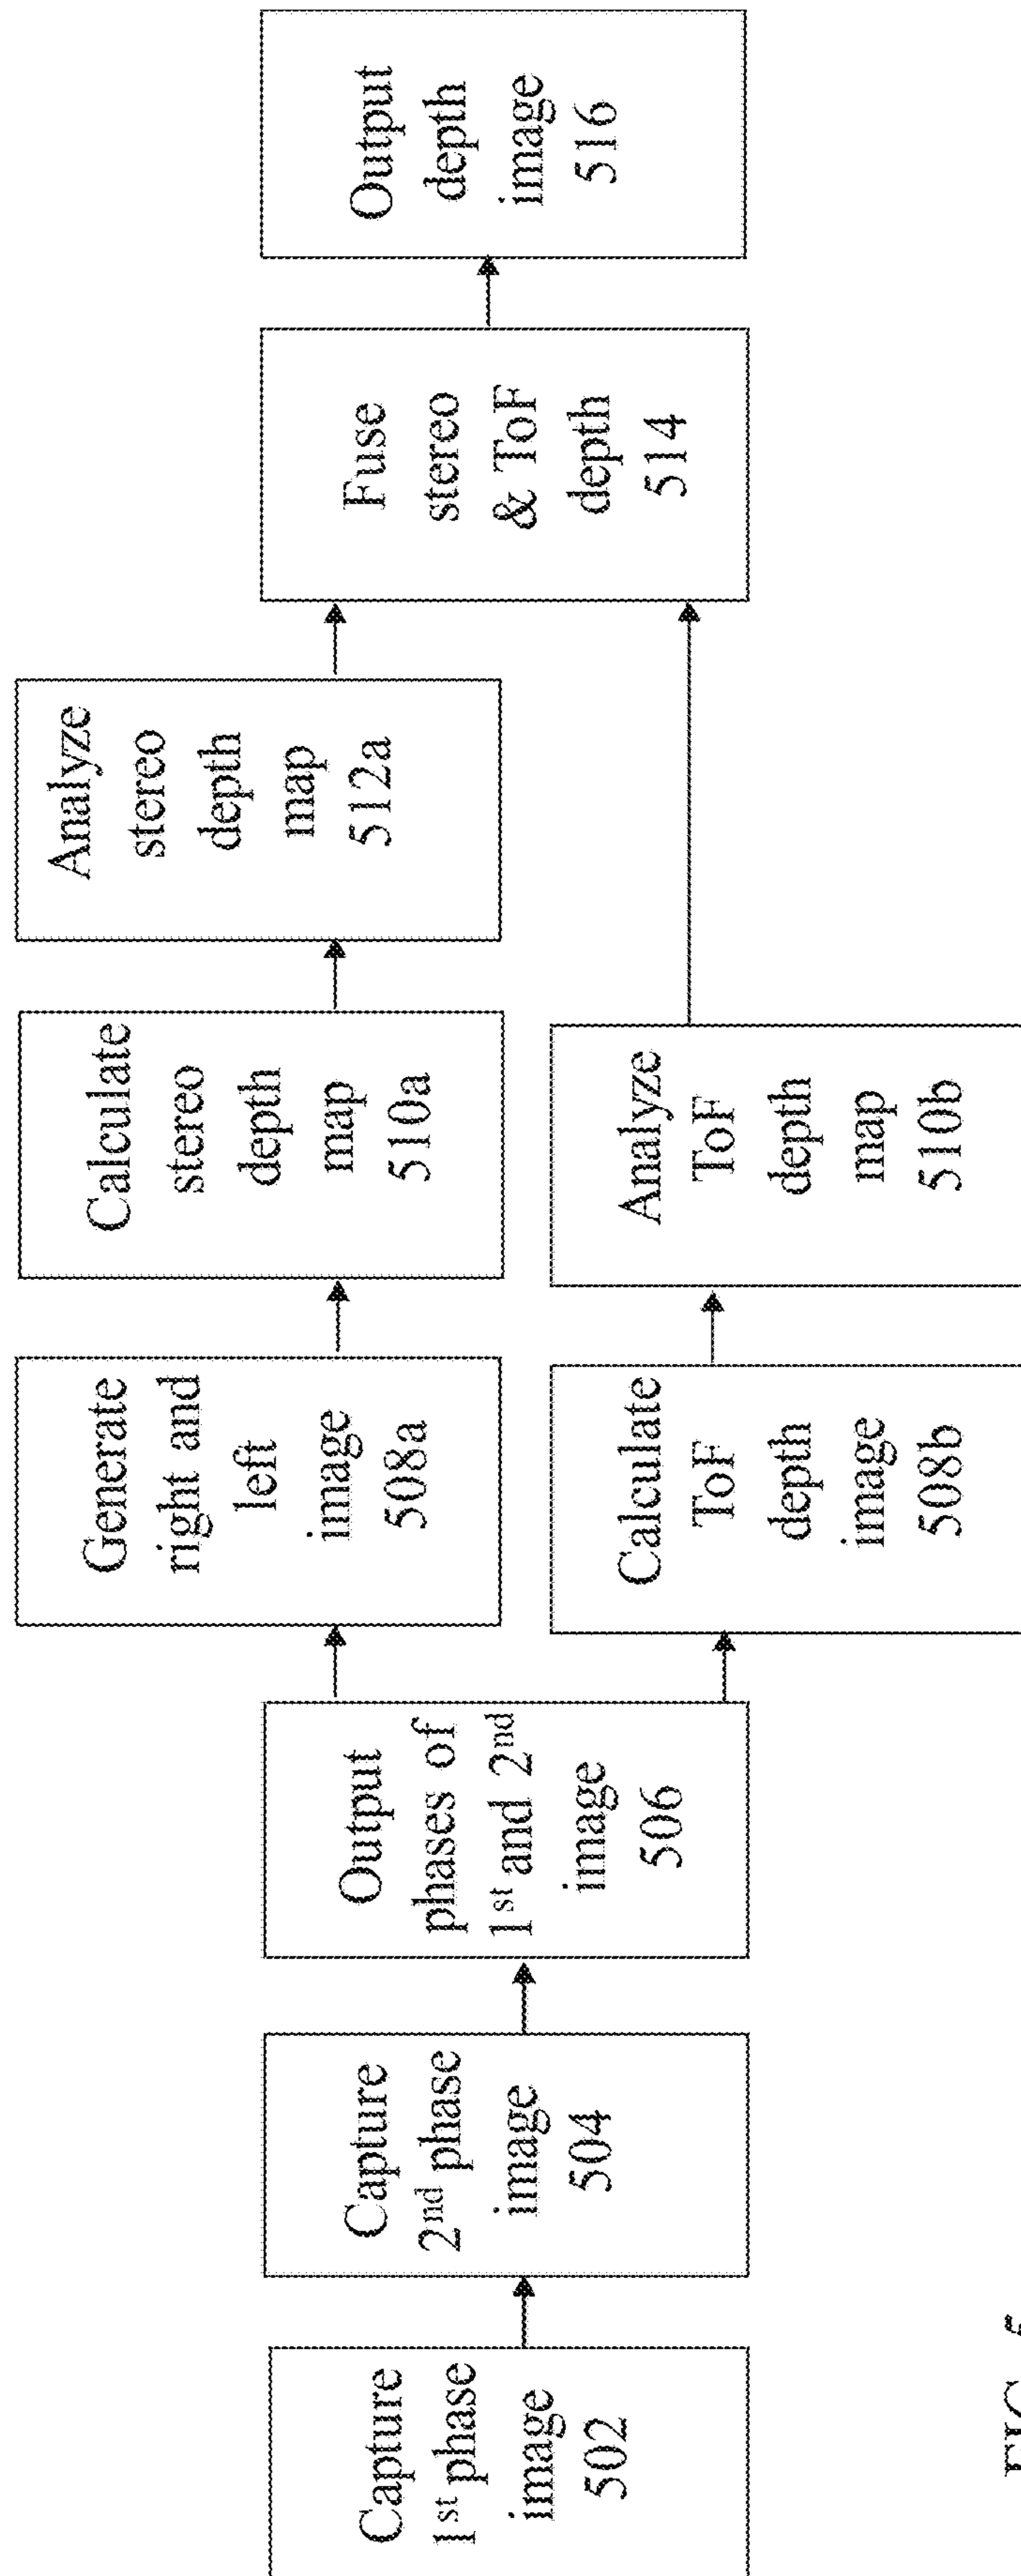 Capture
1st phase
image
502
Capture
2nd phase
image
504
Output
phases of
1st and 2nd
image
506
Generate
right and
left
image
508a
Calculate
stereo
depth
map
510a
Analyze
stereo
depth
map
512a
Calculate
ToF
depth
image
508b
Analyze
ToF
depth
map
510b
Fuse
stereo
& ToF
depth
514
Output
depth
image
516
FIG. 5